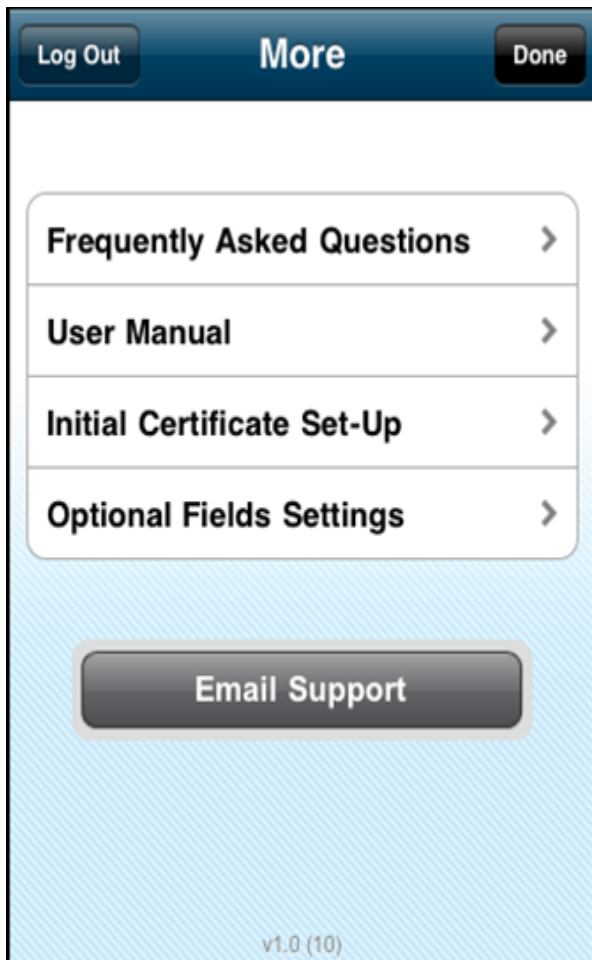 Log Out More Done
Frequently Asked Questions
User Manual
Initial Certificate Set-Up
Optional Fields Settings
Email Support
v1.0 (10)